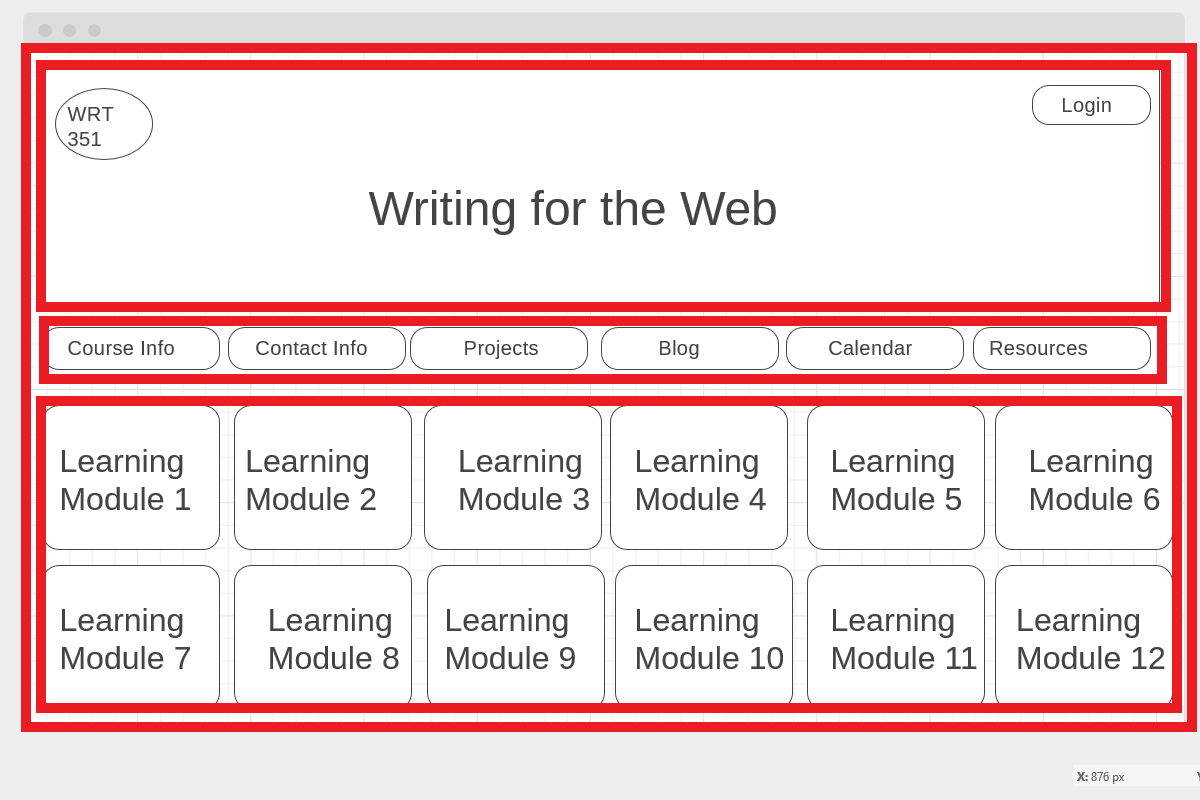 WRT
351
Login
Writing for the Web
Course Info
Contact Info
Projects
Blog
Calendar
Resources
Learning
Module 1
Learning
Module 2
Learning
Module 3
Learning
Module 4
Learning
Module 5
Learning
Module 6
Learning
Module 7
Learning
Module 8
Learning
Module 9
Learning
Module 10
Learning
Module 11
Learning
Module 12
X: 876 px